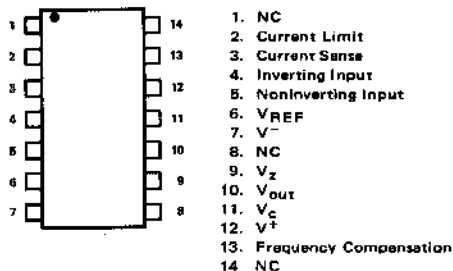 1 14
2 13
3 12
4 11
5 10
6 9
7 8
1. NC
2. Current Limit
3. Current Sense
4. Inverting Input
5. Noninverting Input
6. VREF
7. V−
8. NC
9. Vz
10. Vout
11. Vc
12. V+
13. Frequency Compensation
14 NC